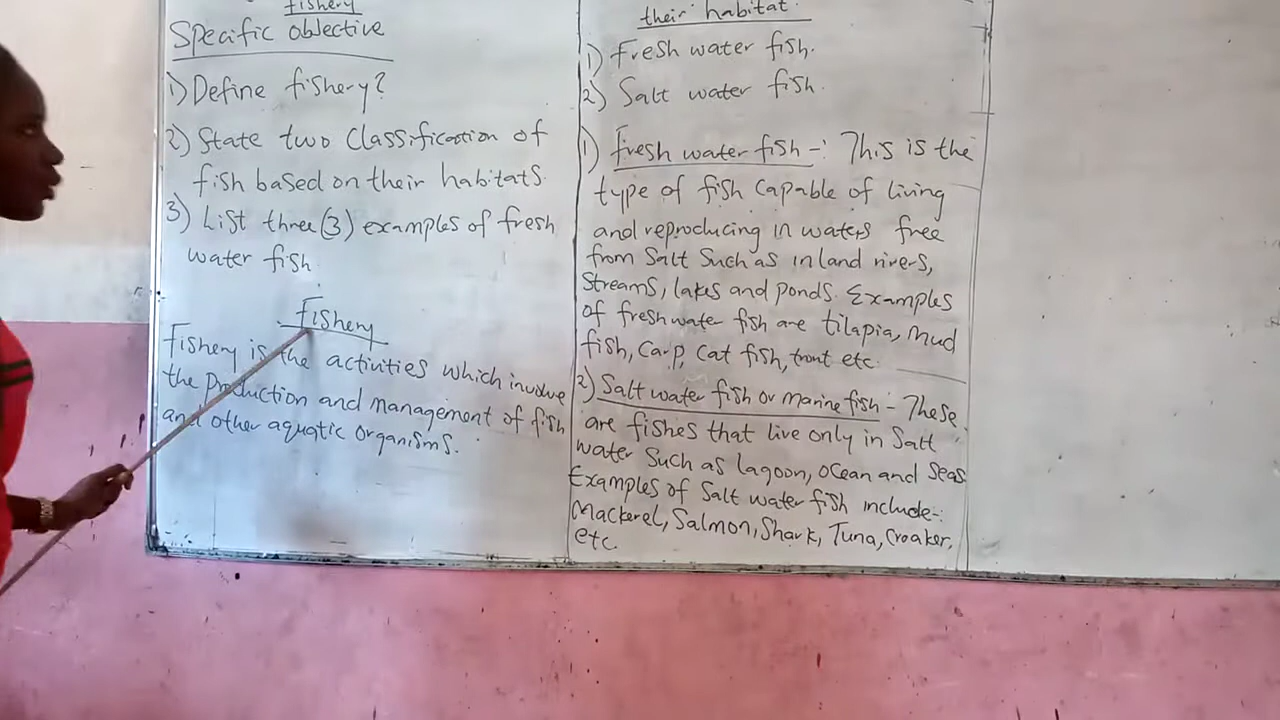 fishery
Specific objective
1) Define fishery?
2) State two Classification of
fish based on their habitats.
3) List three (3) examples of fresh
water fish.
Fishery
Fishery is the activities which involve
the production and management of fish
and other aquatic organisms.
their habitat.
1) Fresh water fish.
2) Salt water fish.
1) Fresh water fish -: This is the
type of fish capable of living
and reproducing in waters free
from Salt Such as inland rivers,
Streams, lakes and ponds. Examples
of freshwater fish are tilapia, mud
fish, Carp, Cat fish, trout etc.
2) Salt water fish or marine fish - These
are fishes that live only in Salt
water Such as lagoon, ocean and seas
Examples of Salt water fish include-:
Mackerel, Salmon, Shark, Tuna, Croaker,
etc.